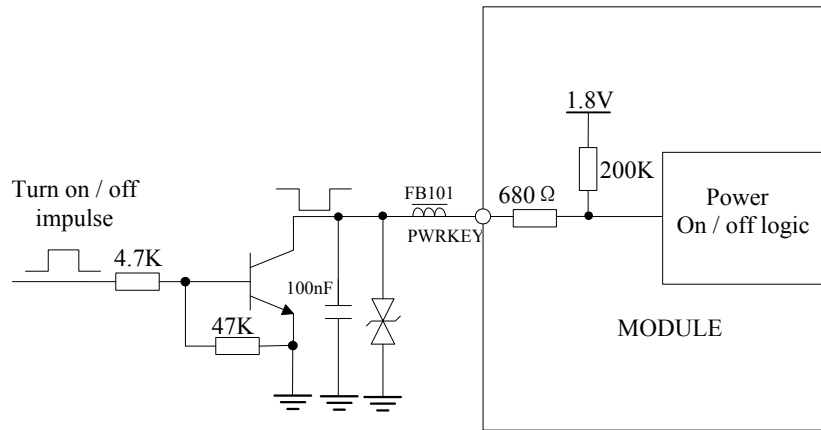 1.8V
200K
Turn on / off
impulse
FB101
680 Ω
Power
On / off logic
PWRKEY
4.7K
100nF
47K
MODULE